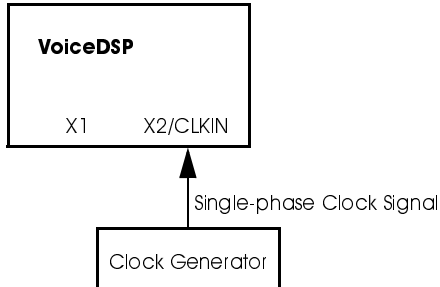 VoiceDSP
X1 X2/CLKIN
Single-phase Clock Signal
Clock Generator